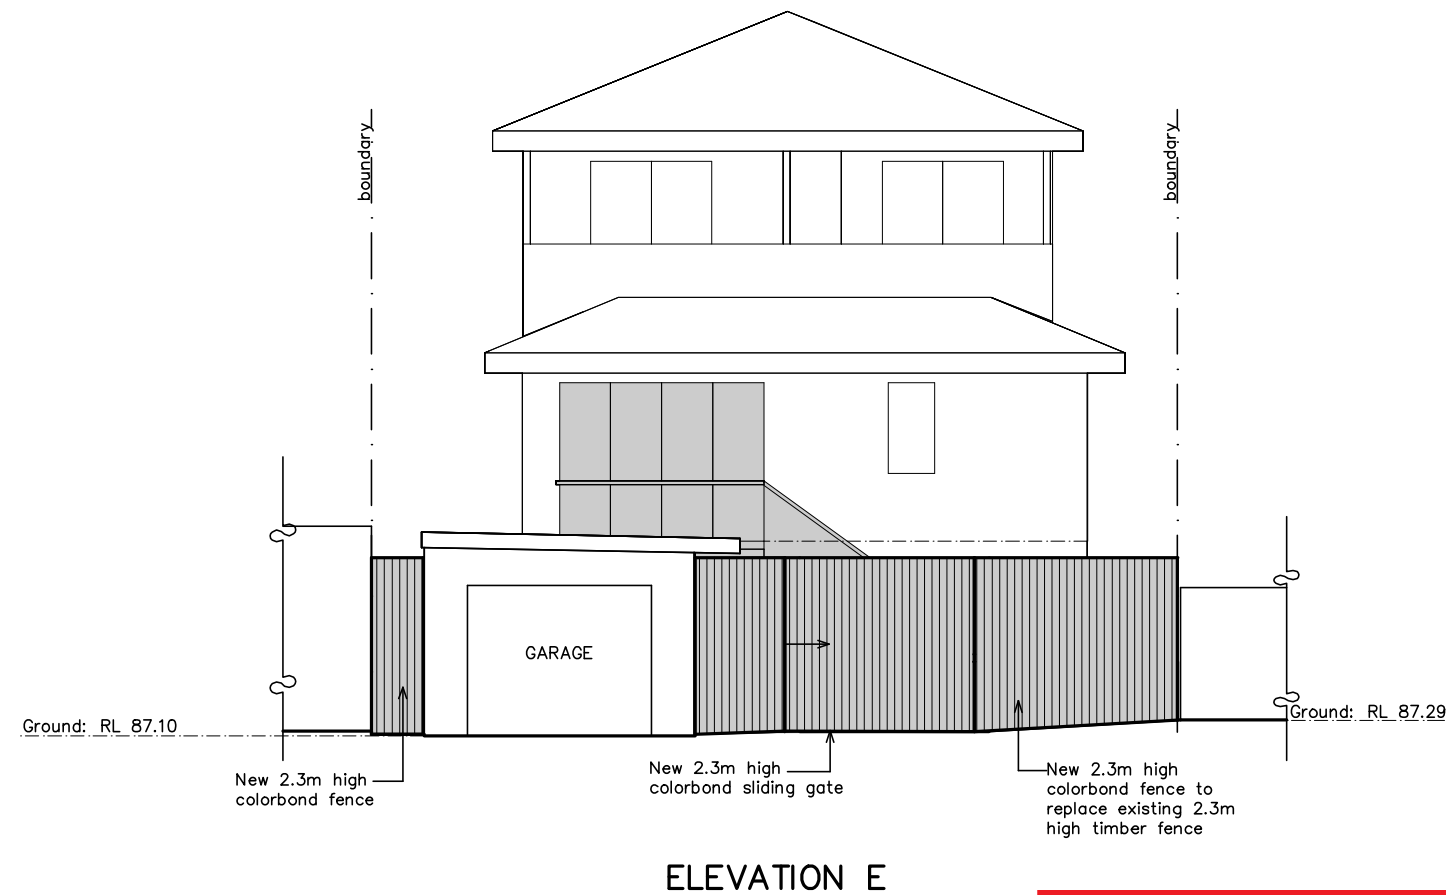 boundary
boundary
GARAGE
Ground: RL 87.10
Ground: RL 87.29
New 2.3m high
colorbond fence
New 2.3m high
colorbond sliding gate
New 2.3m high
colorbond fence to
replace existing 2.3m
high timber fence
ELEVATION E